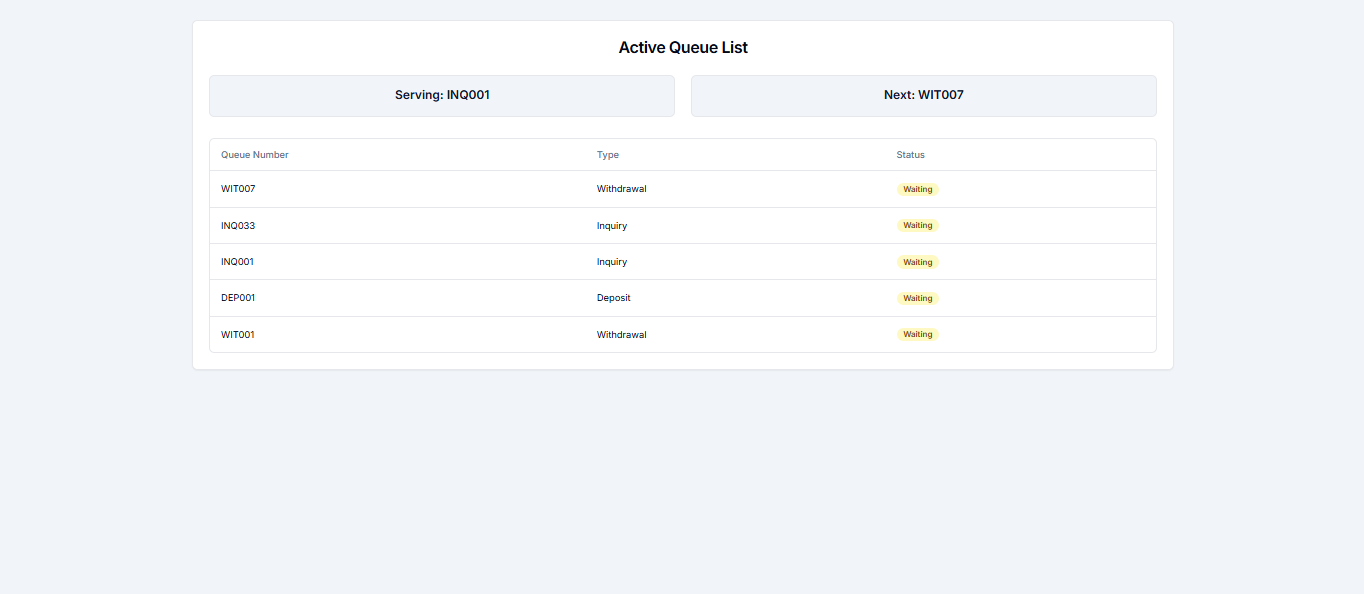 Active Queue List
Serving: INQ001 Next: WIT007
Queue Number Type Status
WIT007 Withdrawal Waiting
INQ033 Inquiry Waiting
INQ001 Inquiry Waiting
DEP001 Deposit Waiting
WIT001 Withdrawal Waiting